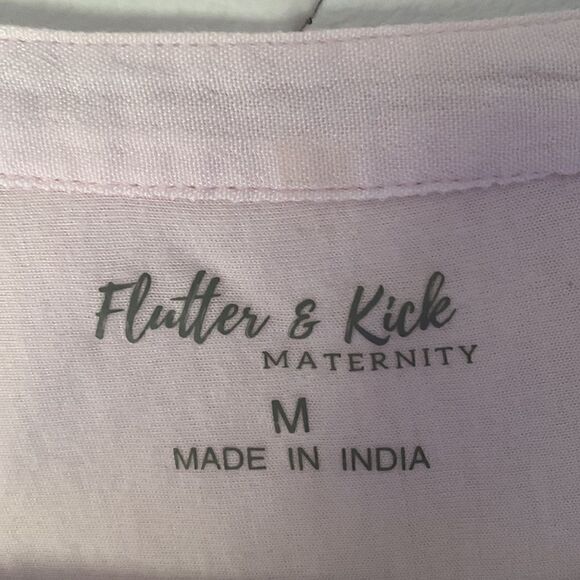 Flutter & Kick
MATERNITY
M
MADE IN INDIA